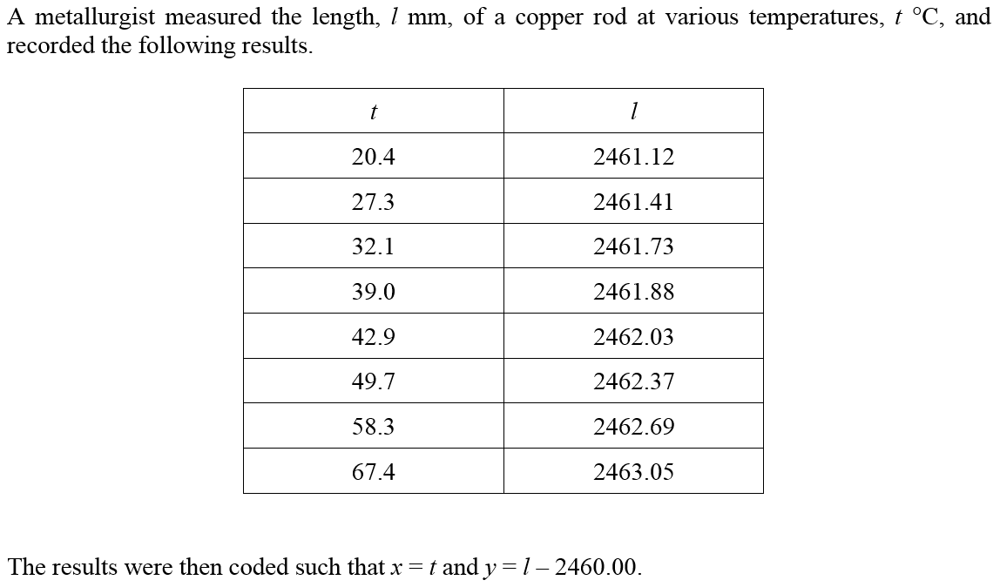 A metallurgist measured the length, l mm, of a copper rod at various temperatures, t °C, and
recorded the following results.
t l
20.4 2461.12
27.3 2461.41
32.1 2461.73
39.0 2461.88
42.9 2462.03
49.7 2462.37
58.3 2462.69
67.4 2463.05
The results were then coded such that x = t and y = l – 2460.00.